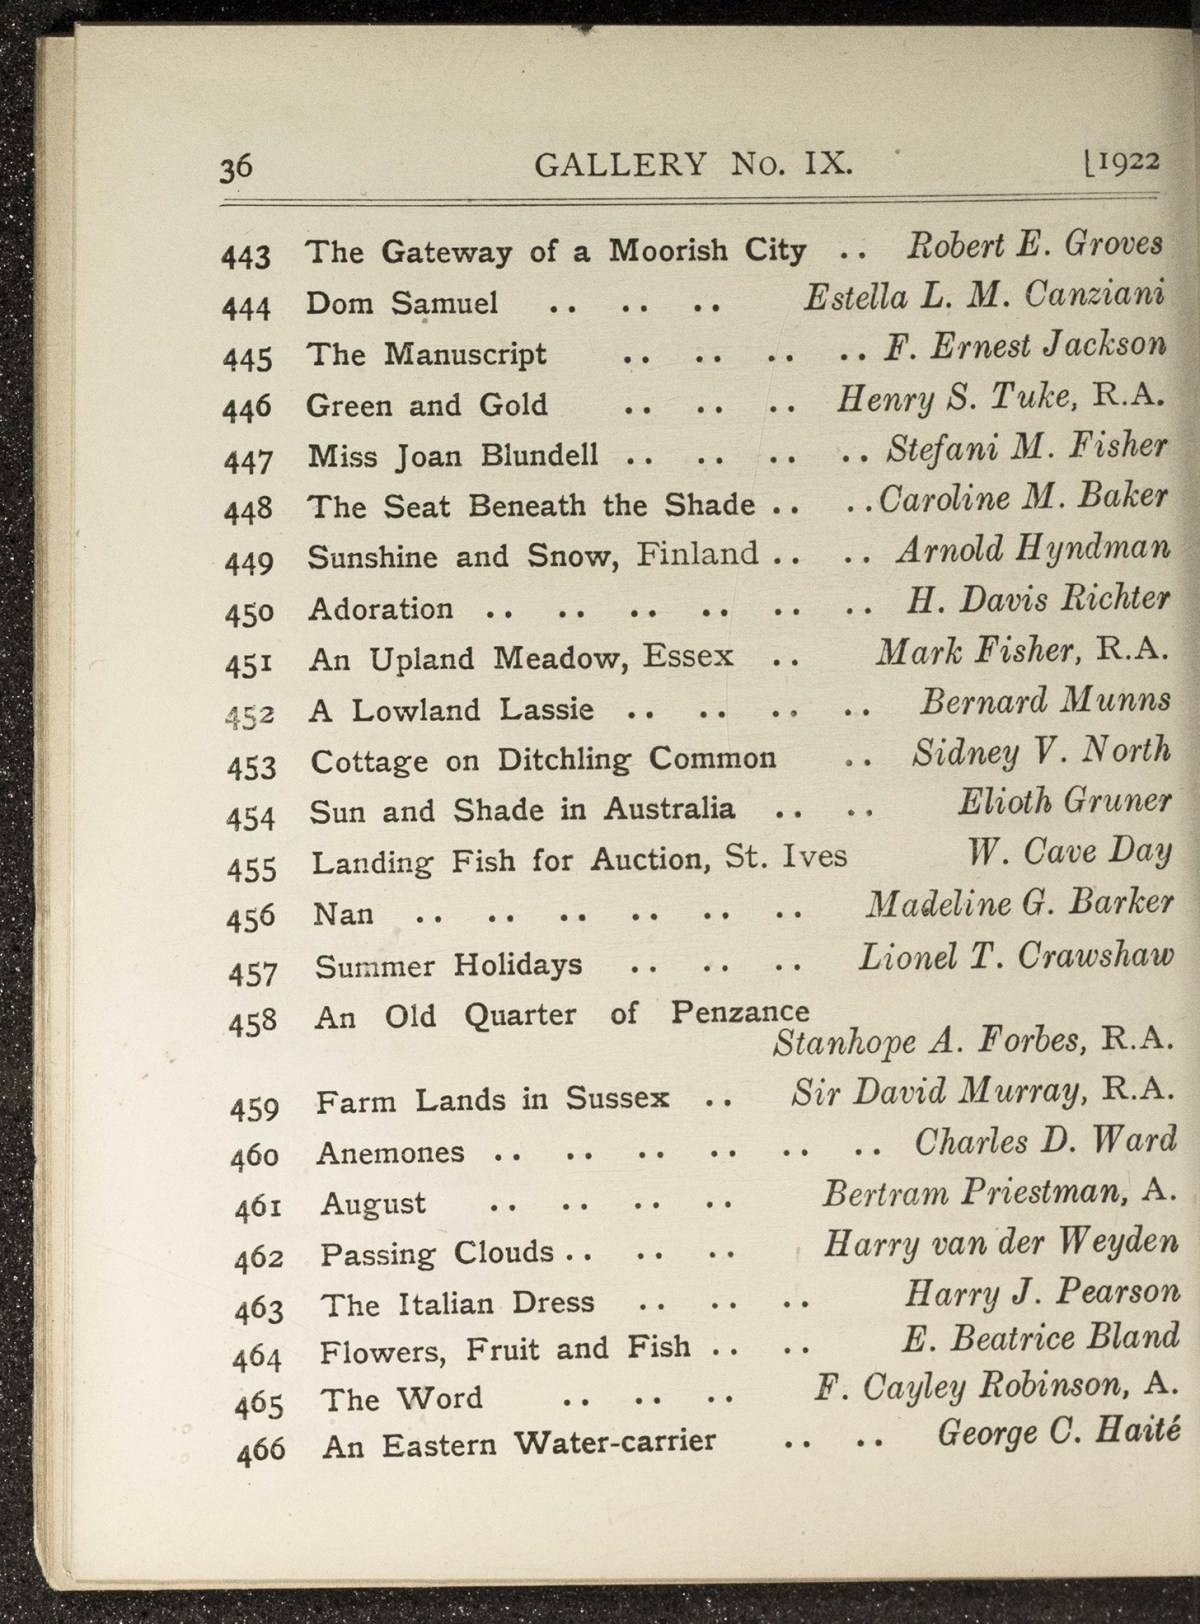 36 GALLERY No. IX. [1922
443 The Gateway of a Moorish City .. Robert E. Groves
444 Dom Samuel .. .. .. Estella L. M. Canziani
445 The Manuscript .. .. .. .. F. Ernest Jackson
446 Green and Gold .. .. .. Henry S. Tuke, R.A.
447 Miss Joan Blundell .. .. .. .. Stefani M. Fisher
448 The Seat Beneath the Shade .. .. Caroline M. Baker
449 Sunshine and Snow, Finland .. .. Arnold Hyndman
450 Adoration .. .. .. .. .. .. H. Davis Richter
451 An Upland Meadow, Essex .. Mark Fisher, R.A.
452 A Lowland Lassie .. .. .. .. Bernard Munns
453 Cottage on Ditchling Common .. Sidney V. North
454 Sun and Shade in Australia .. .. Elioth Gruner
455 Landing Fish for Auction, St. Ives W. Cave Day
456 Nan .. .. .. .. .. .. Madeline G. Barker
457 Summer Holidays .. .. .. Lionel T. Crawshaw
458 An Old Quarter of Penzance
Stanhope A. Forbes, R.A.
459 Farm Lands in Sussex .. Sir David Murray, R.A.
460 Anemones .. .. .. .. .. .. Charles D. Ward
461 August .. .. .. .. Bertram Priestman, A.
462 Passing Clouds .. .. .. Harry van der Weyden
463 The Italian Dress .. .. .. Harry J. Pearson
464 Flowers, Fruit and Fish .. .. E. Beatrice Bland
465 The Word .. .. .. F. Cayley Robinson, A.
466 An Eastern Water-carrier .. .. George C. Haité